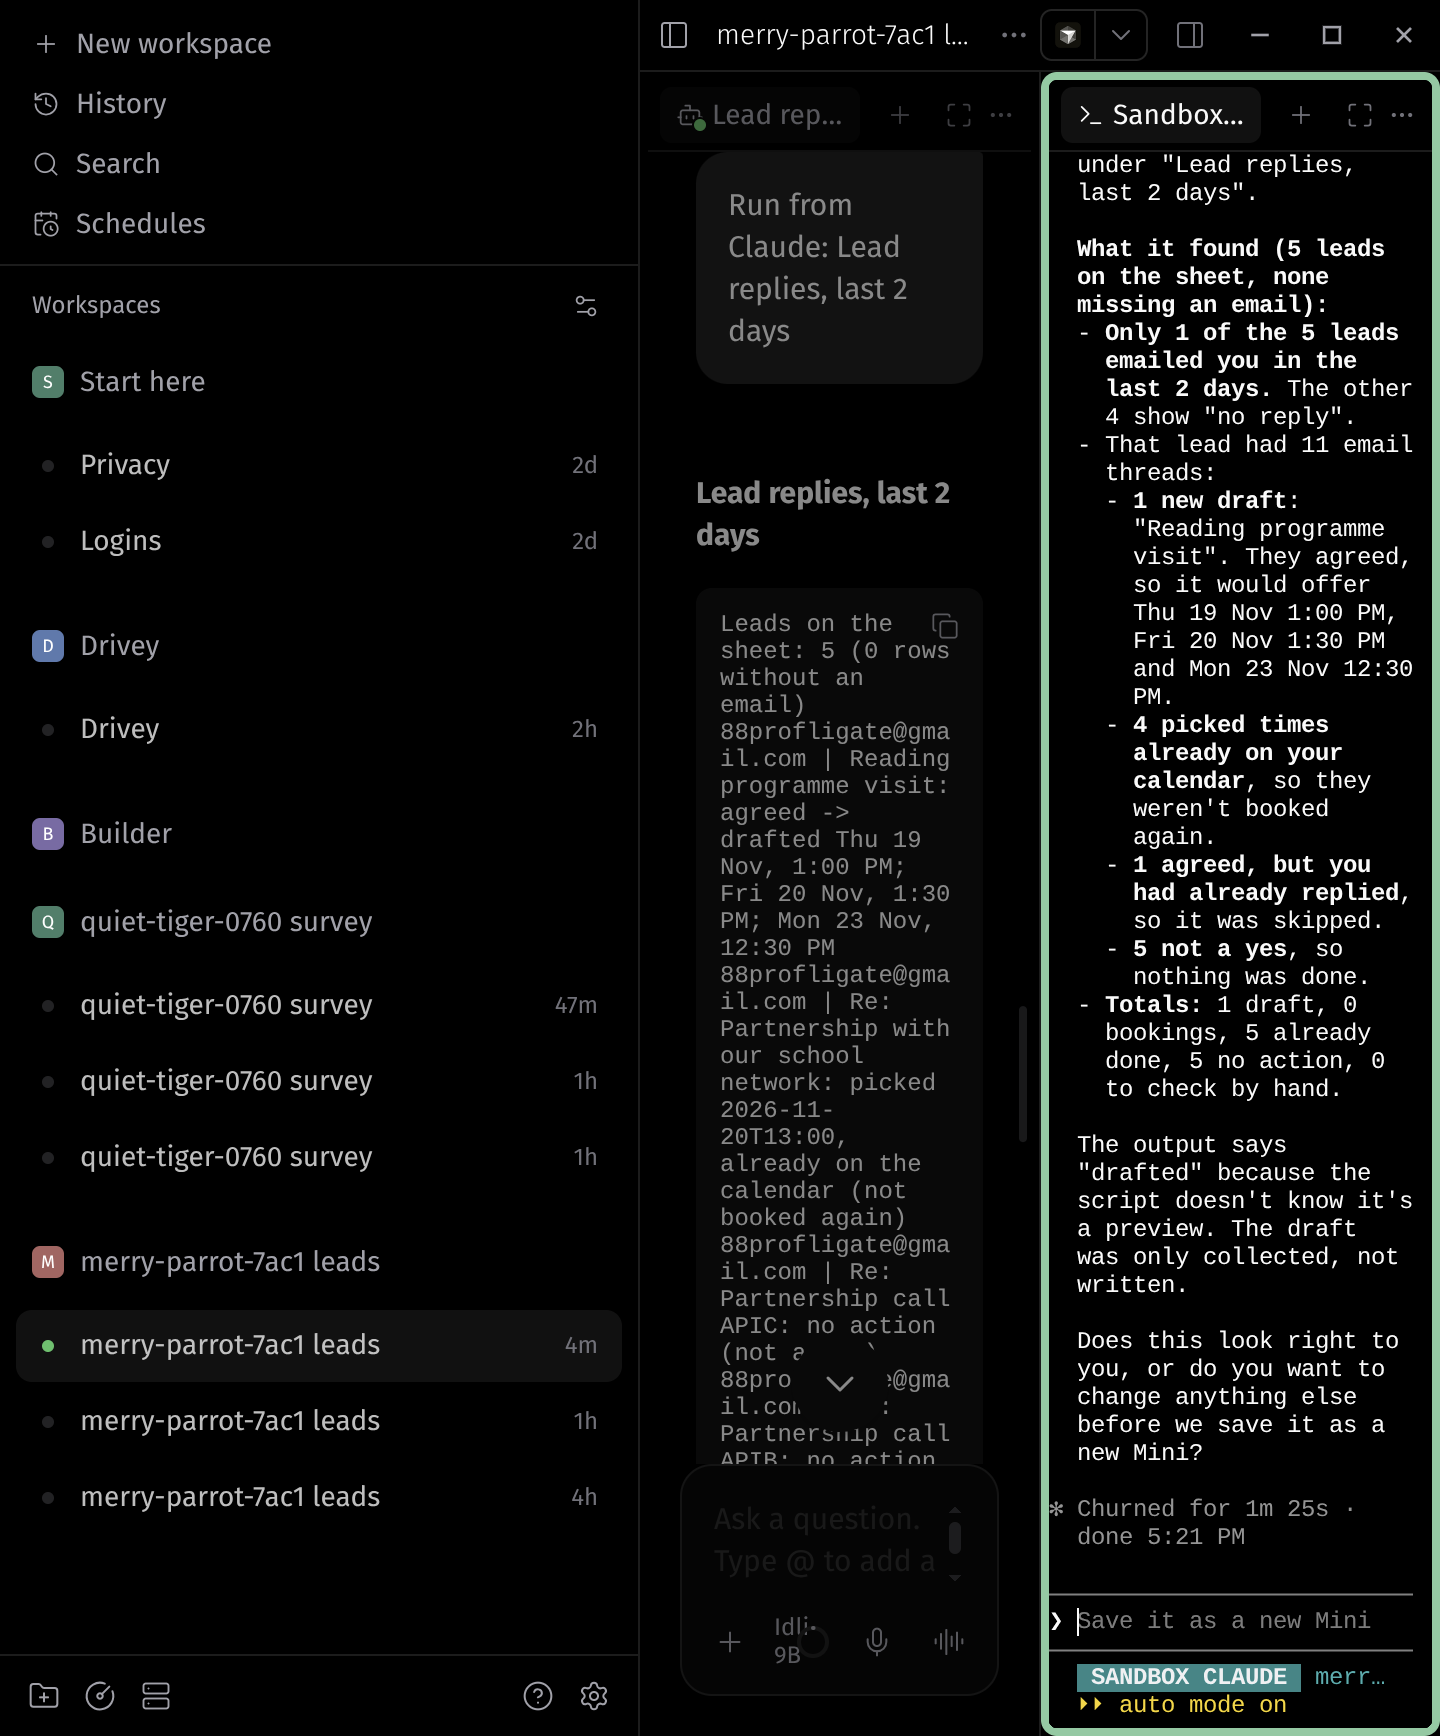 New workspace
History
Search
Schedules
Workspaces
S Start here
Privacy 2d
Logins 2d
D Drivey
Drivey 2h
B Builder
Q quiet-tiger-0760 survey
quiet-tiger-0760 survey 47m
quiet-tiger-0760 survey 1h
quiet-tiger-0760 survey 1h
M merry-parrot-7ac1 leads
merry-parrot-7ac1 leads 4m
merry-parrot-7ac1 leads 1h
merry-parrot-7ac1 leads 4h
merry-parrot-7ac1 l...
Lead rep...
Run from
Claude: Lead
replies, last 2
days
Lead replies, last 2
days
Leads on the
sheet: 5 (0 rows
without an
email)
88profligate@gma
il.com | Reading
programme visit:
agreed ->
drafted Thu 19
Nov, 1:00 PM;
Fri 20 Nov, 1:30
PM; Mon 23 Nov,
12:30 PM
88profligate@gma
il.com | Re:
Partnership with
our school
network: picked
2026-11-
20T13:00,
already on the
calendar (not
booked again)
88profligate@gma
il.com | Re:
Partnership call
APIC: no action
(not
88pro @gma
il.com :
Partnership call
APIB: no action
Ask a question.
Type @ to add a
9B
Sandbox...
under "Lead replies,
last 2 days".
What it found (5 leads
on the sheet, none
missing an email):
- Only 1 of the 5 leads
emailed you in the
last 2 days. The other
4 show "no reply".
- That lead had 11 email
threads:
- 1 new draft:
"Reading programme
visit". They agreed,
so it would offer
Thu 19 Nov 1:00 PM,
Fri 20 Nov 1:30 PM
and Mon 23 Nov 12:30
PM.
- 4 picked times
already on your
calendar, so they
weren't booked
again.
- 1 agreed, but you
had already replied,
so it was skipped.
- 5 not a yes, so
nothing was done.
- Totals: 1 draft, 0
bookings, 5 already
done, 5 no action, 0
to check by hand.
The output says
"drafted" because the
script doesn't know it's
a preview. The draft
was only collected, not
written.
Does this look right to
you, or do you want to
change anything else
before we save it as a
new Mini?
✻ Churned for 1m 25s ·
done 5:21 PM
❯ Save it as a new Mini
SANDBOX CLAUDE merr…
⏵⏵ auto mode on